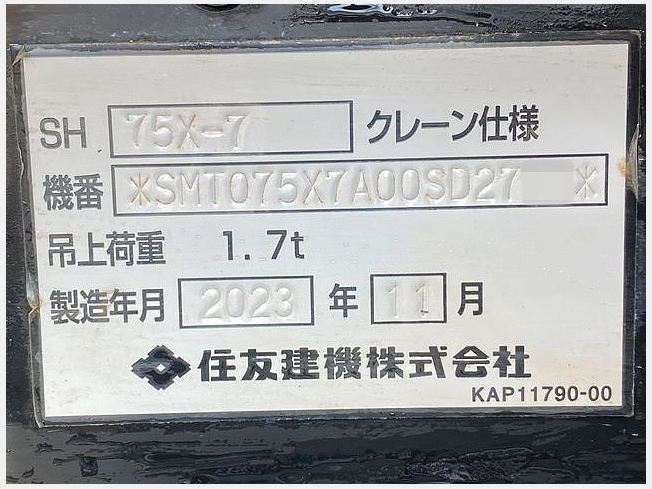 SH 75X-7 クレーン仕様
機番 *SMT075X7A00SD27 *
吊上荷重 1.7t
製造年月 2023 年 11 月
住友建機株式会社
KAP11790-00